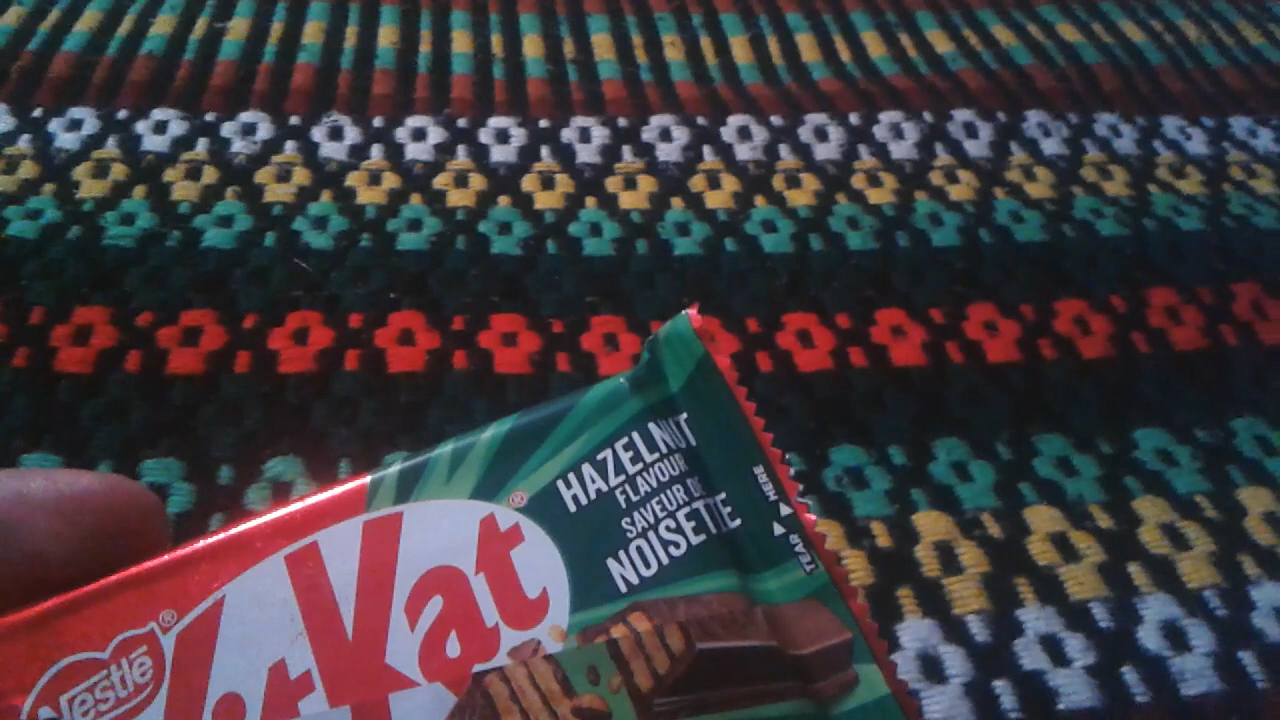 Nestlé®
KitKat®
HAZELNUT
FLAVOUR
SAVEUR DE
NOISETTE
TEAR HERE